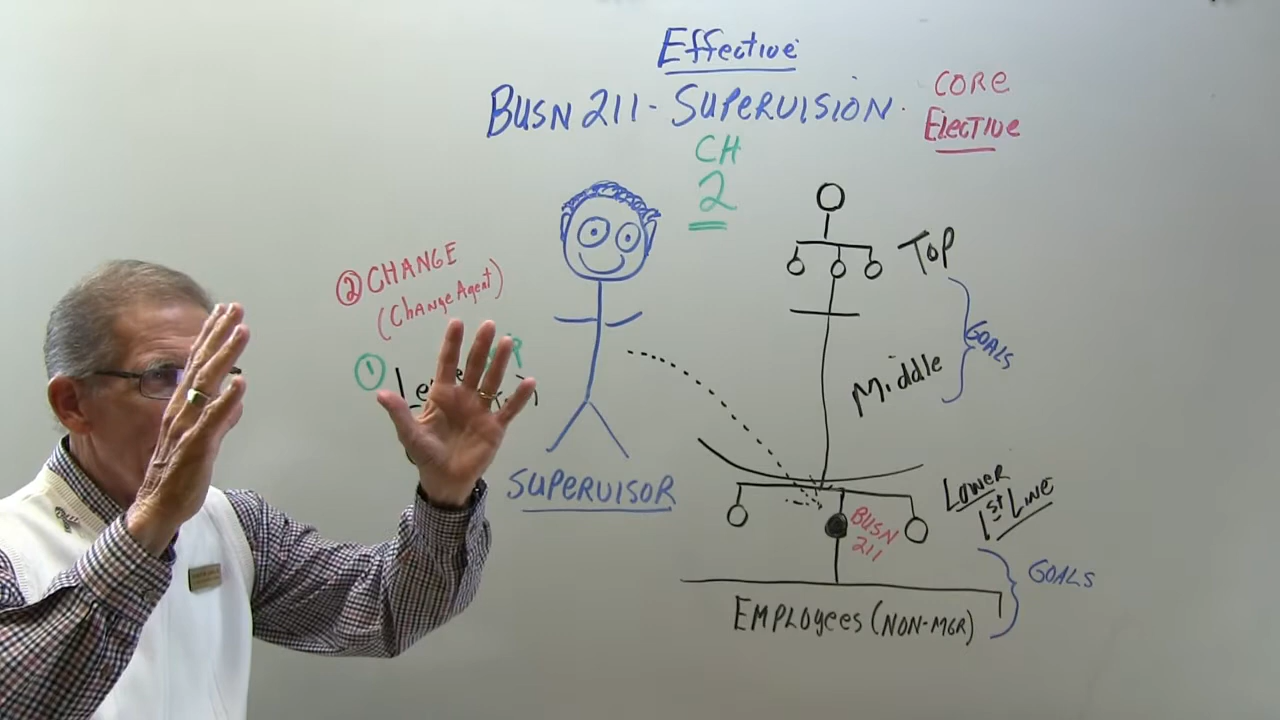 Effective
BUSN 211 - SUPERVISION.
CORE
Elective
CH
2
TOP
GOALS
② CHANGE
(Change Agent)
①
Middle
SUPERVISOR
LOWER
1st LINE
BUSN
211
GOALS
EMPloyees (NON-MGR)